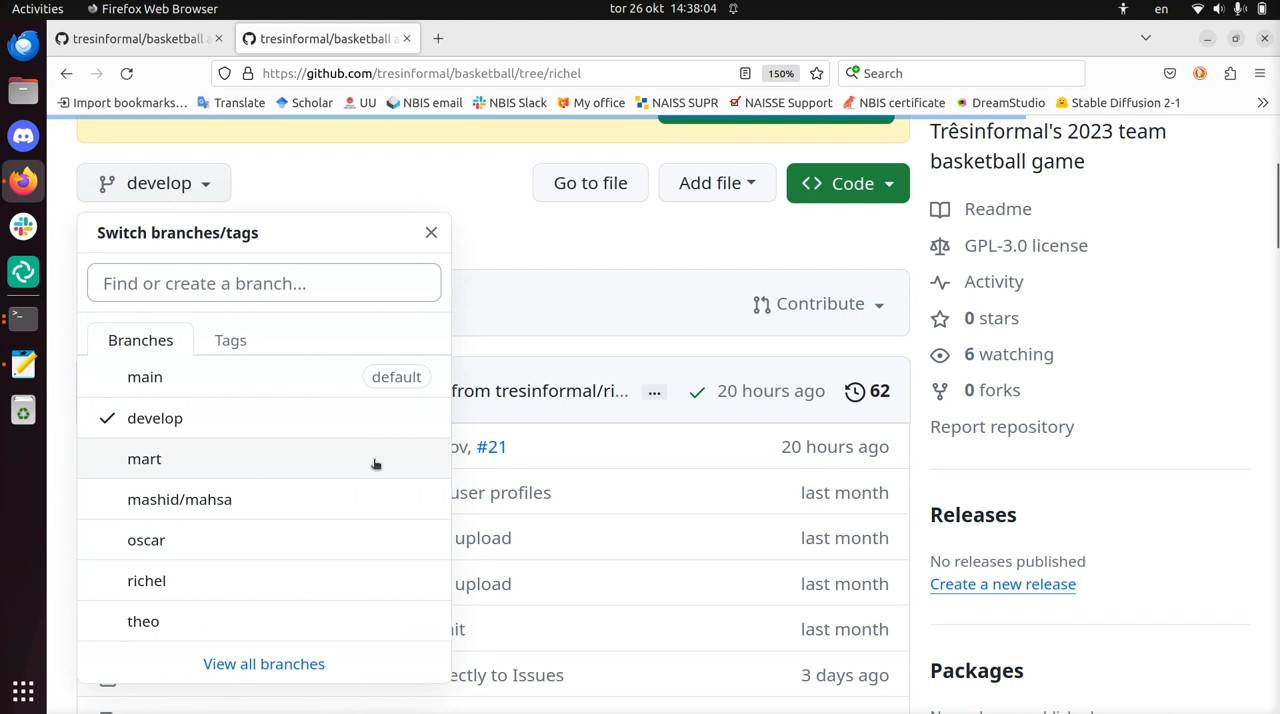 Activities
Firefox Web Browser
tor 26 okt 14:38:04
en
tresinformal/basketball a
tresinformal/basketball a
https://github.com/tresinformal/basketball/tree/richel
150%
Search
Import bookmarks...
Translate
Scholar
UU
NBIS email
NBIS Slack
My office
NAISS SUPR
NAISSE Support
NBIS certificate
DreamStudio
Stable Diffusion 2-1
develop
Go to file
Add file
Code
Switch branches/tags
Find or create a branch...
Branches
Tags
main
default
develop
mart
mashid/mahsa
oscar
richel
theo
View all branches
Contribute
from tresinformal/ri...
...
20 hours ago
62
ov, #21
20 hours ago
user profiles
last month
upload
last month
upload
last month
it
last month
ectly to Issues
3 days ago
Trêsinformal's 2023 team
basketball game
Readme
GPL-3.0 license
Activity
0 stars
6 watching
0 forks
Report repository
Releases
No releases published
Create a new release
Packages